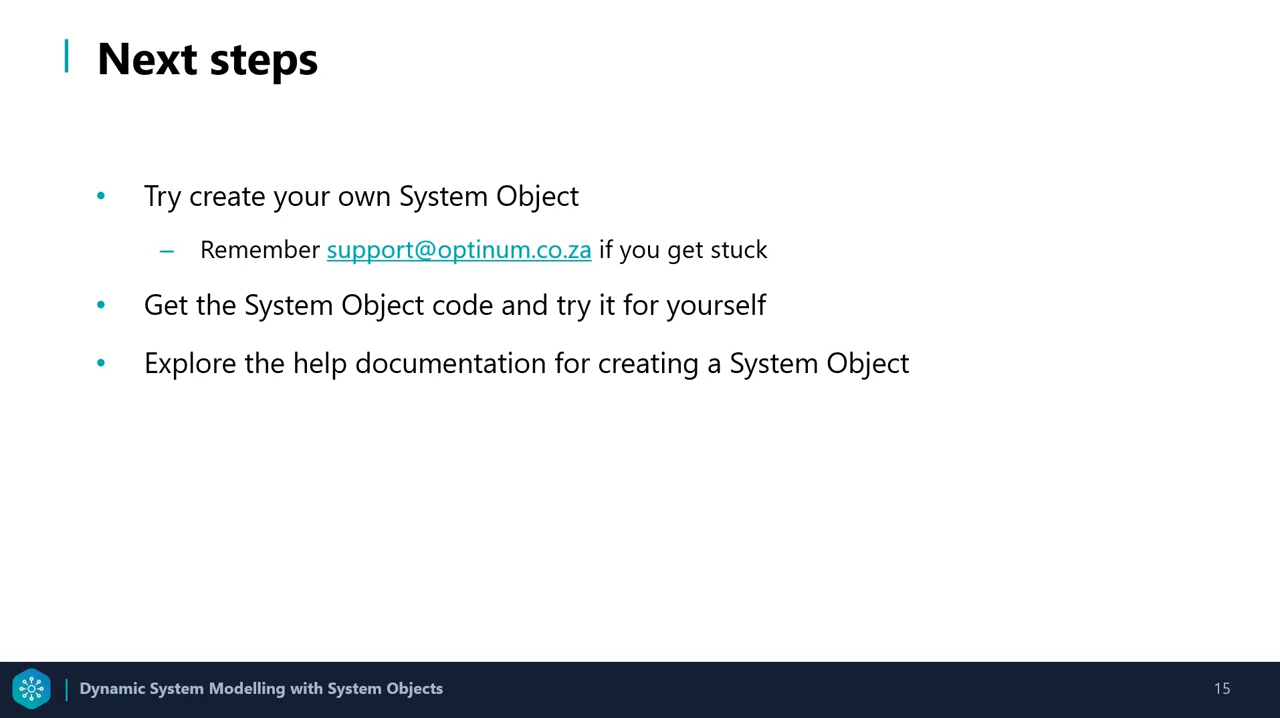 Next steps
• Try create your own System Object
– Remember support@optinum.co.za if you get stuck
• Get the System Object code and try it for yourself
• Explore the help documentation for creating a System Object
Dynamic System Modelling with System Objects
15